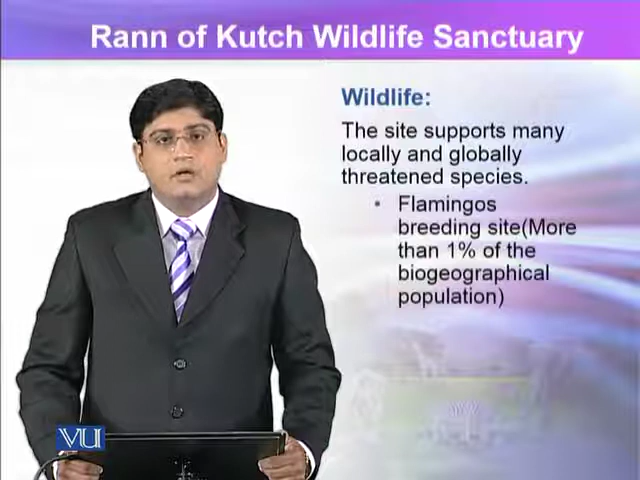 Rann of Kutch Wildlife Sanctuary
Wildlife:
The site supports many
locally and globally
threatened species.
• Flamingos
breeding site(More
than 1% of the
biogeographical
population)
VU